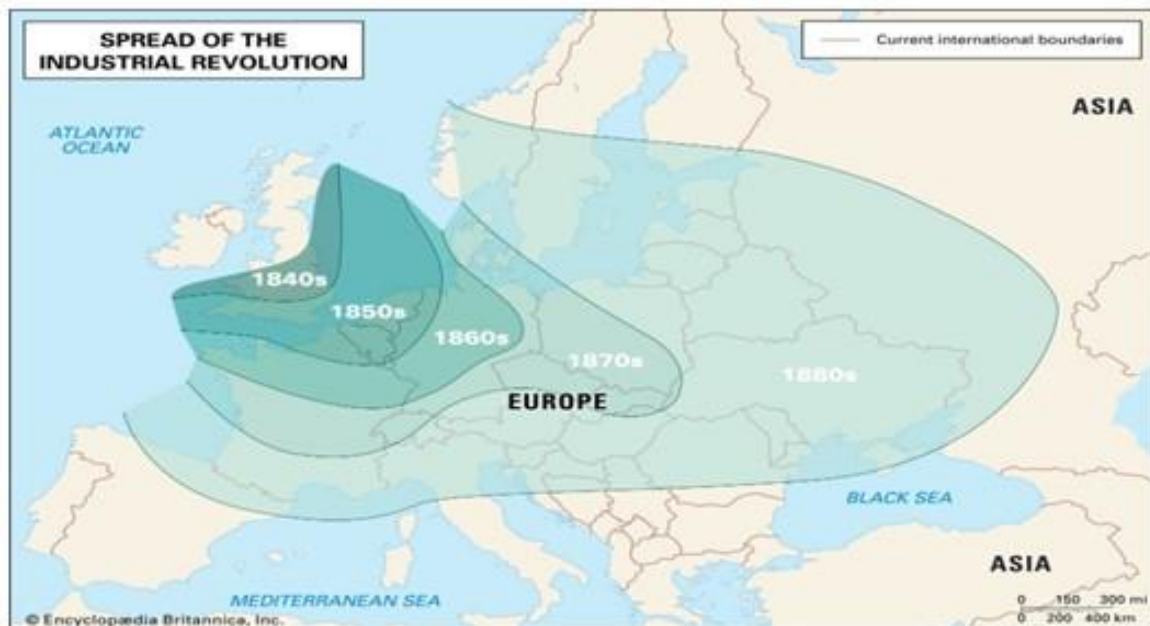 SPREAD OF THE
INDUSTRIAL REVOLUTION
Current international boundaries
ASIA
ATLANTIC
OCEAN
1840s
1850s
1860s
1870s
1880s
EUROPE
BLACK SEA
ASIA
MEDITERRANEAN SEA
0 150 300 mi
0 200 400 km
© Encyclopædia Britannica, Inc.